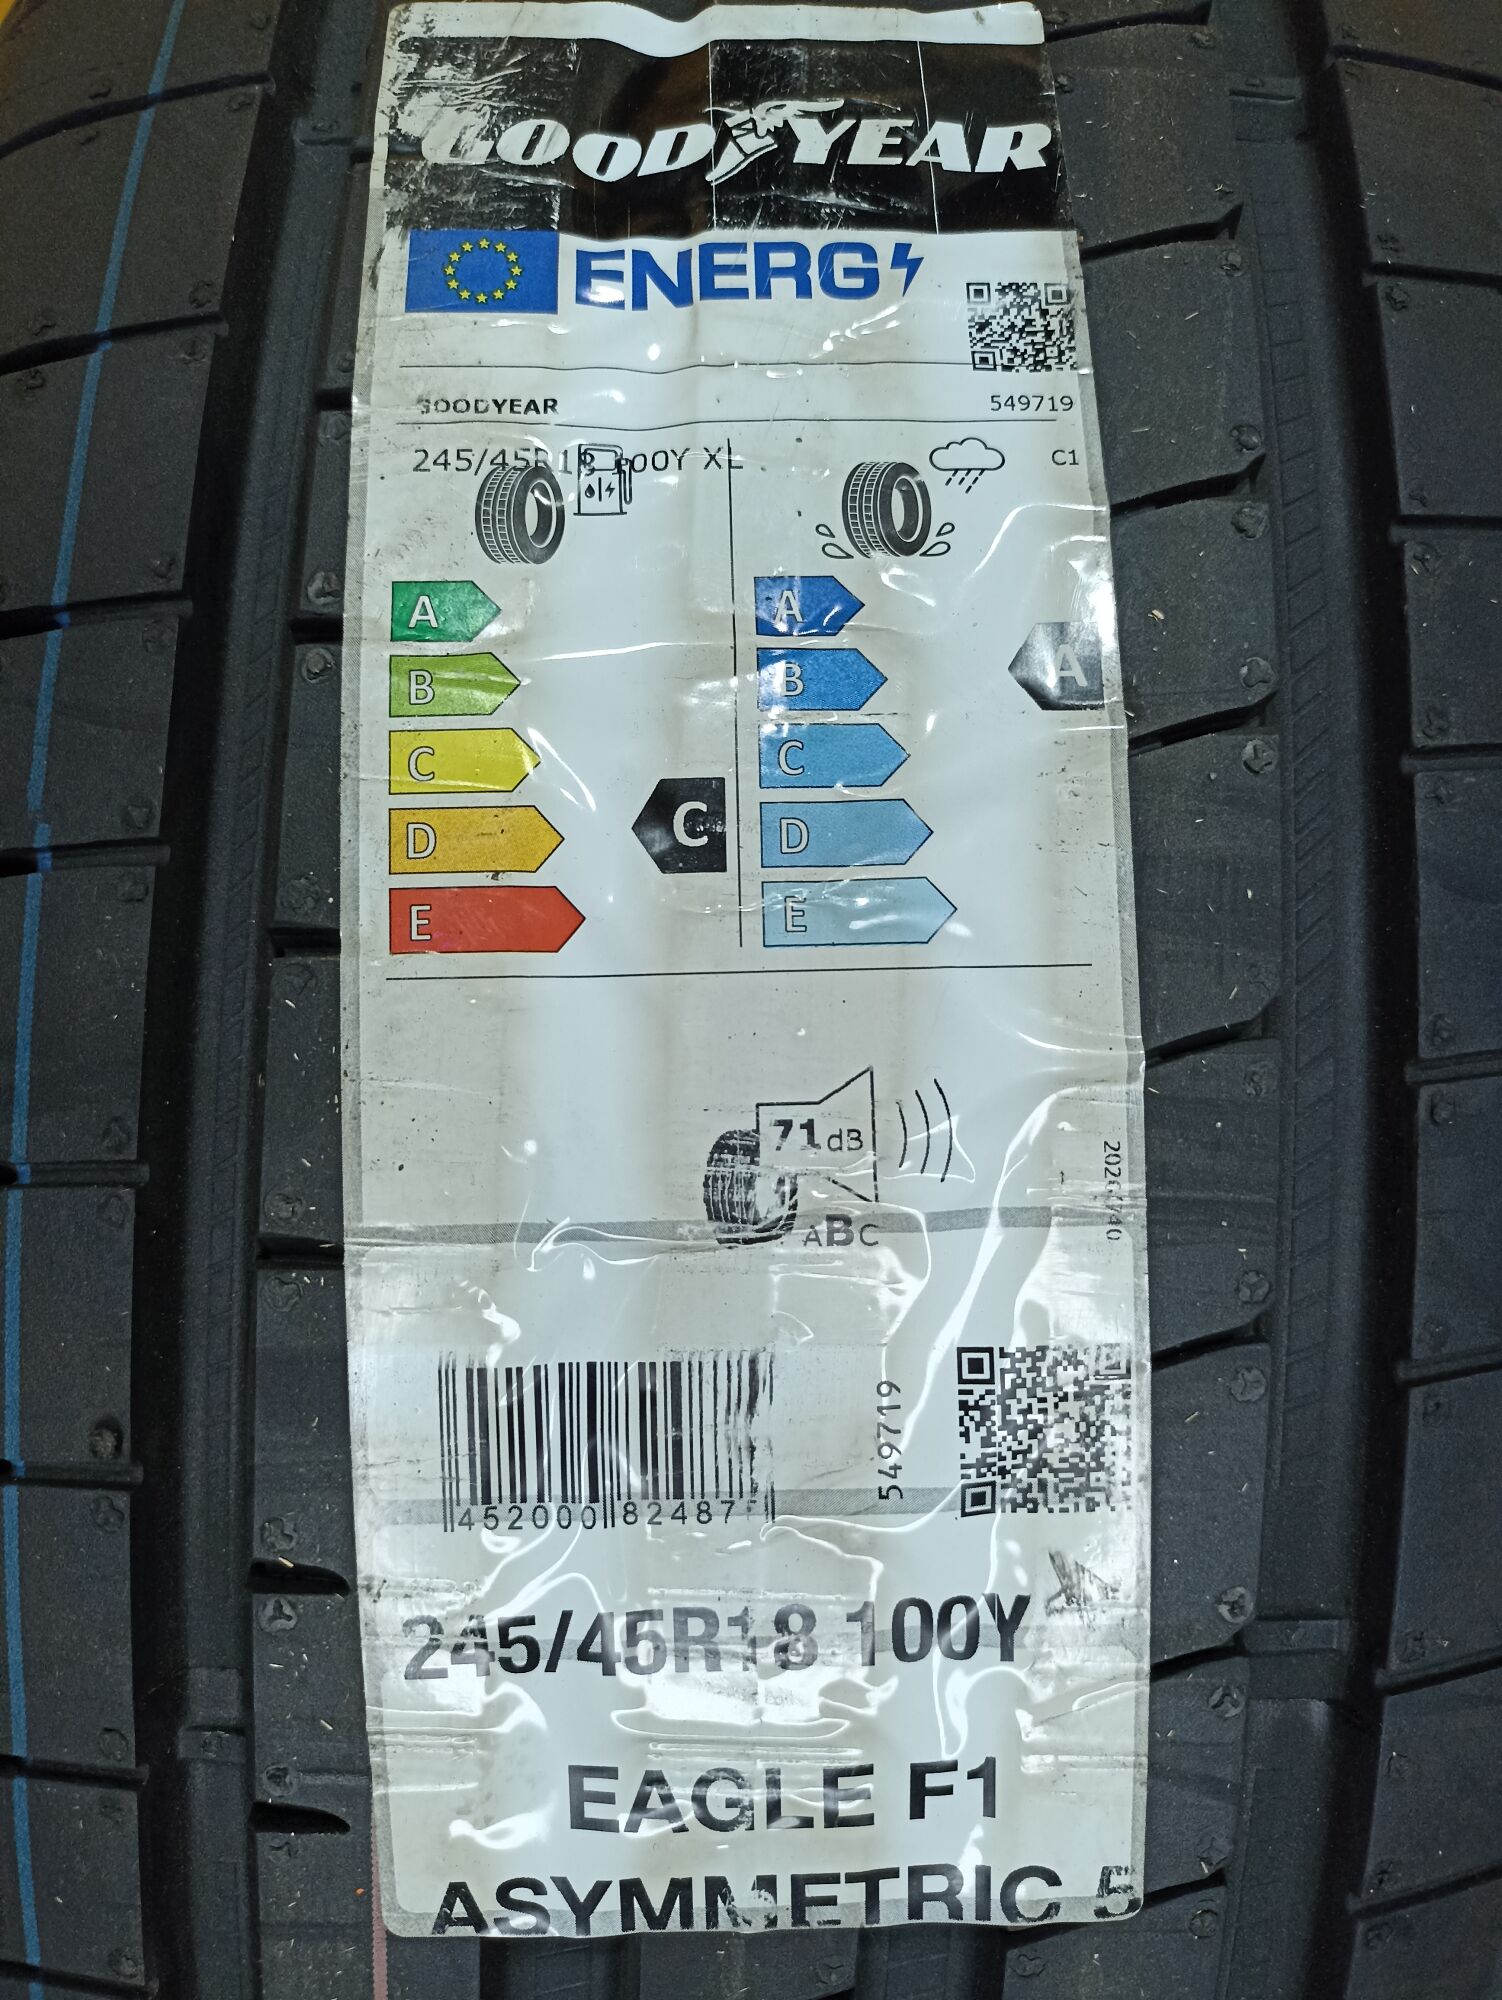 GOODYEAR
ENERG
GOODYEAR 549719
245/45R18 100Y XL C1
A A
B B A
C C
D C D
E E
71 dB
ABC
549719
452000 82487
245/45R18 100Y
EAGLE F1
ASYMMETRIC 5